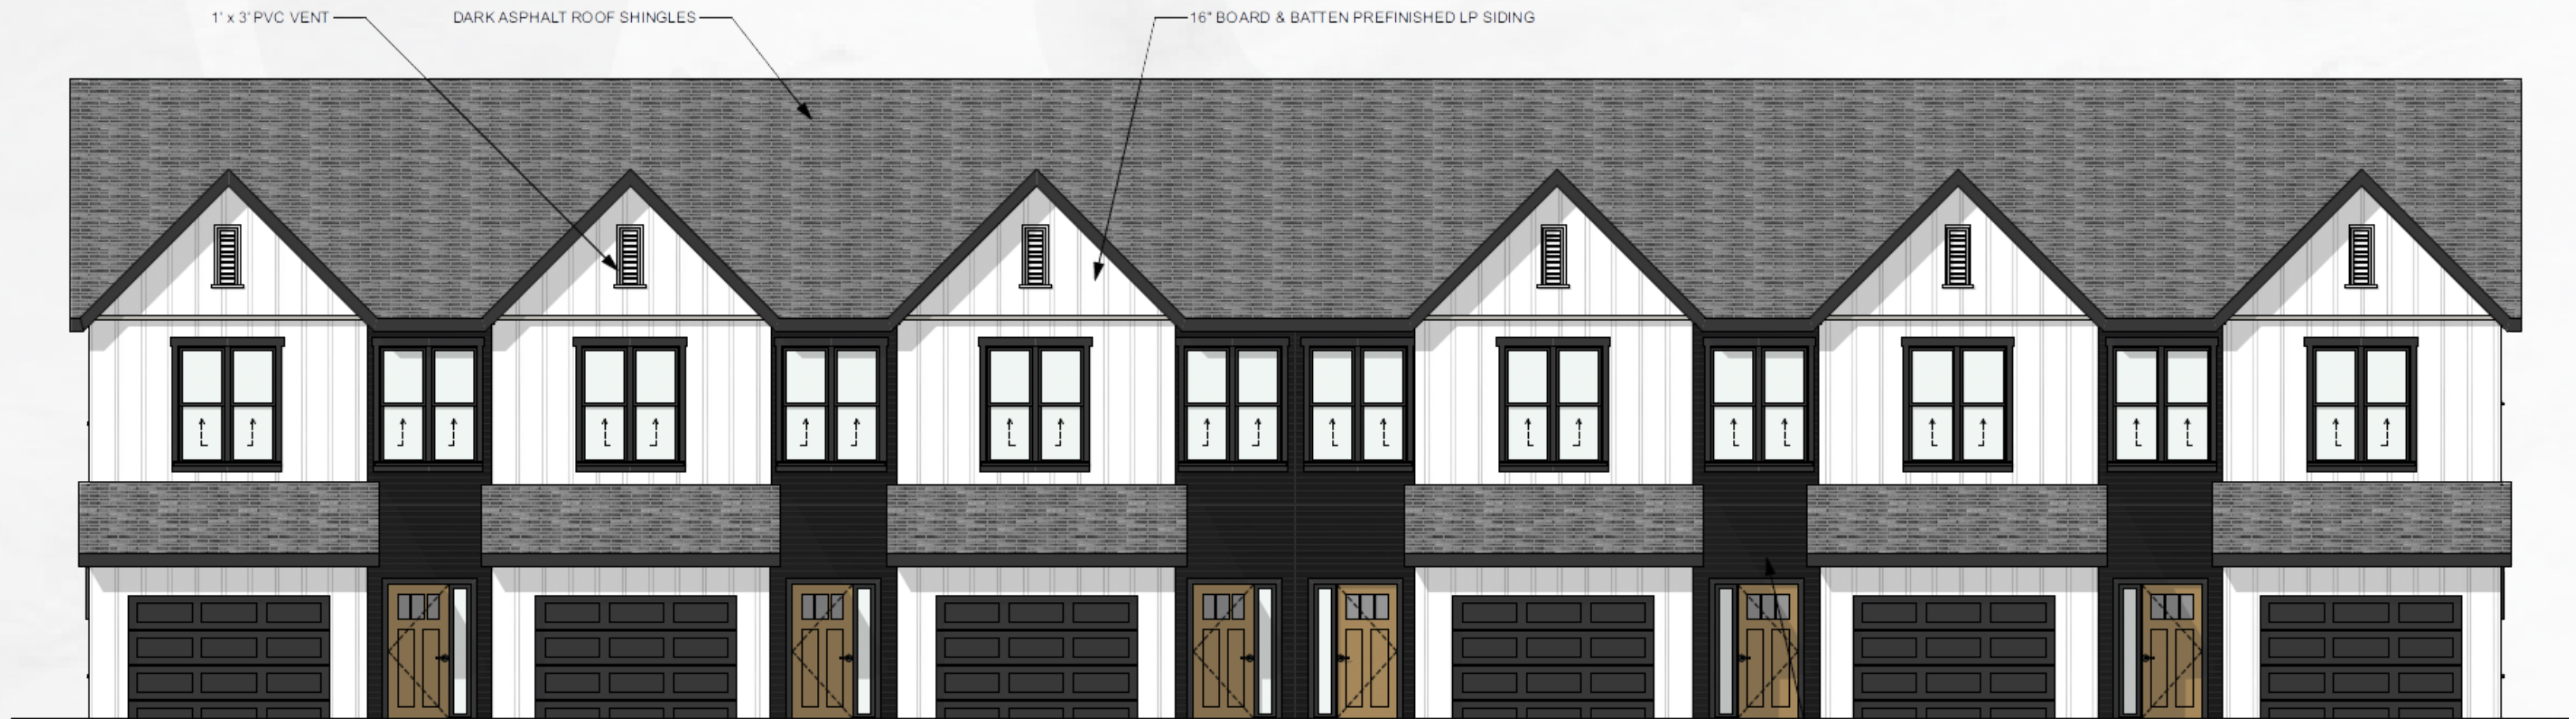 1' x 3' PVC VENT
DARK ASPHALT ROOF SHINGLES
16" BOARD & BATTEN PREFINISHED LP SIDING